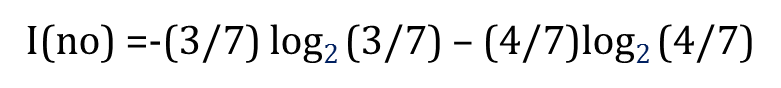 I(no) =-(3/7) log₂ (3/7) – (4/7)log₂ (4/7)